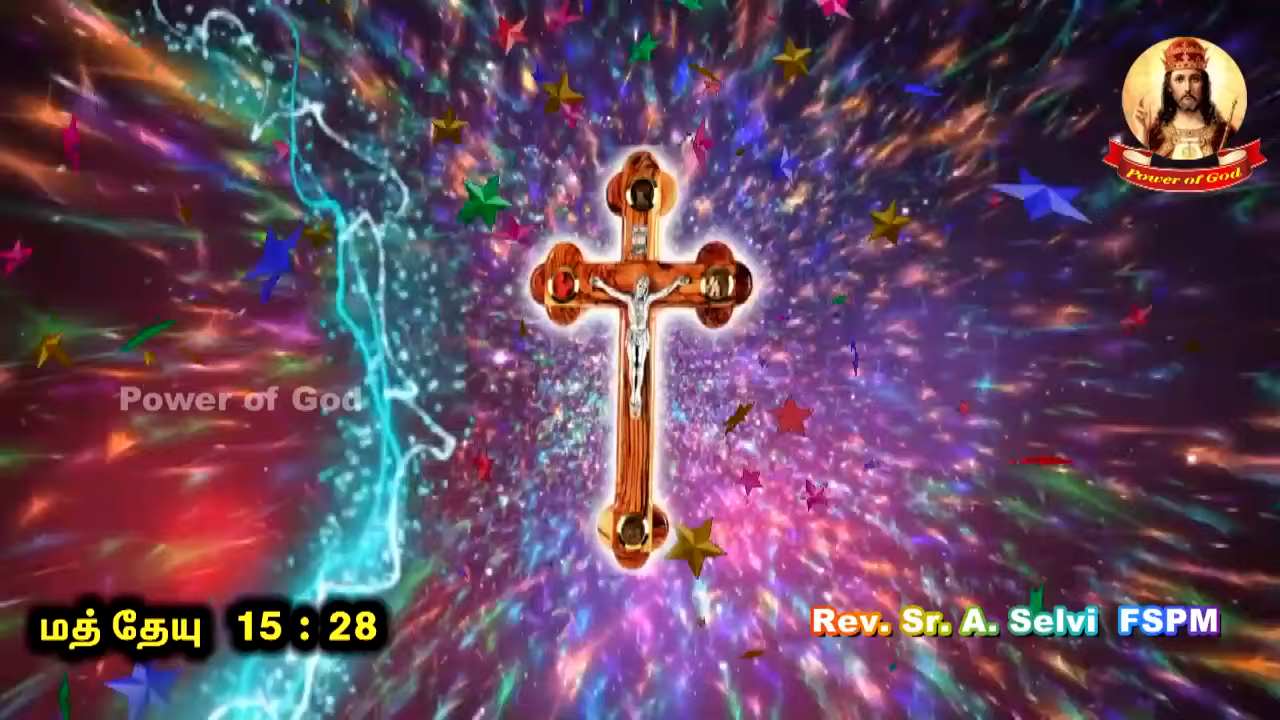 Power of God
Power of God
மத்தேயு 15 : 28
Rev. Sr. A. Selvi FSPM